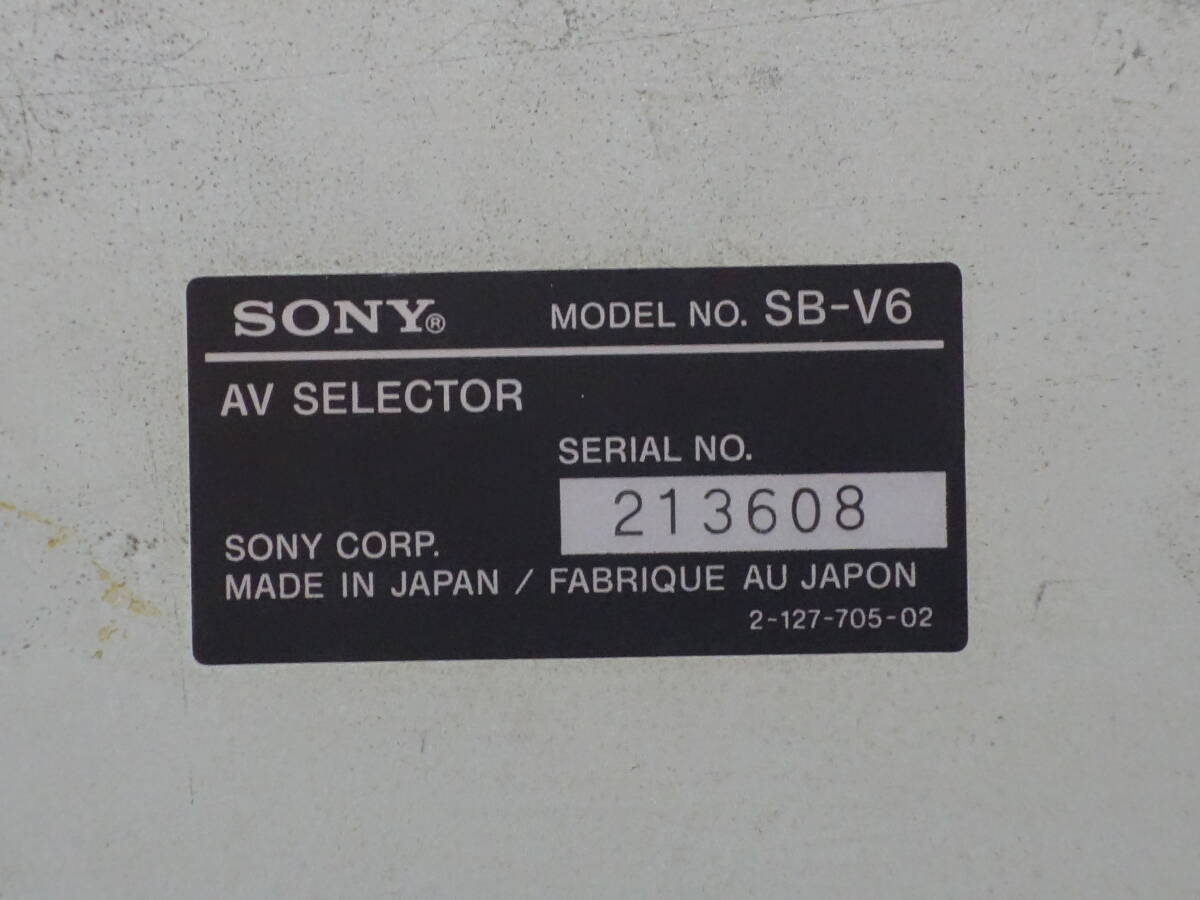 SONY® MODEL NO. SB-V6
AV SELECTOR
SERIAL NO.
213608
SONY CORP.
MADE IN JAPAN / FABRIQUE AU JAPON
2-127-705-02